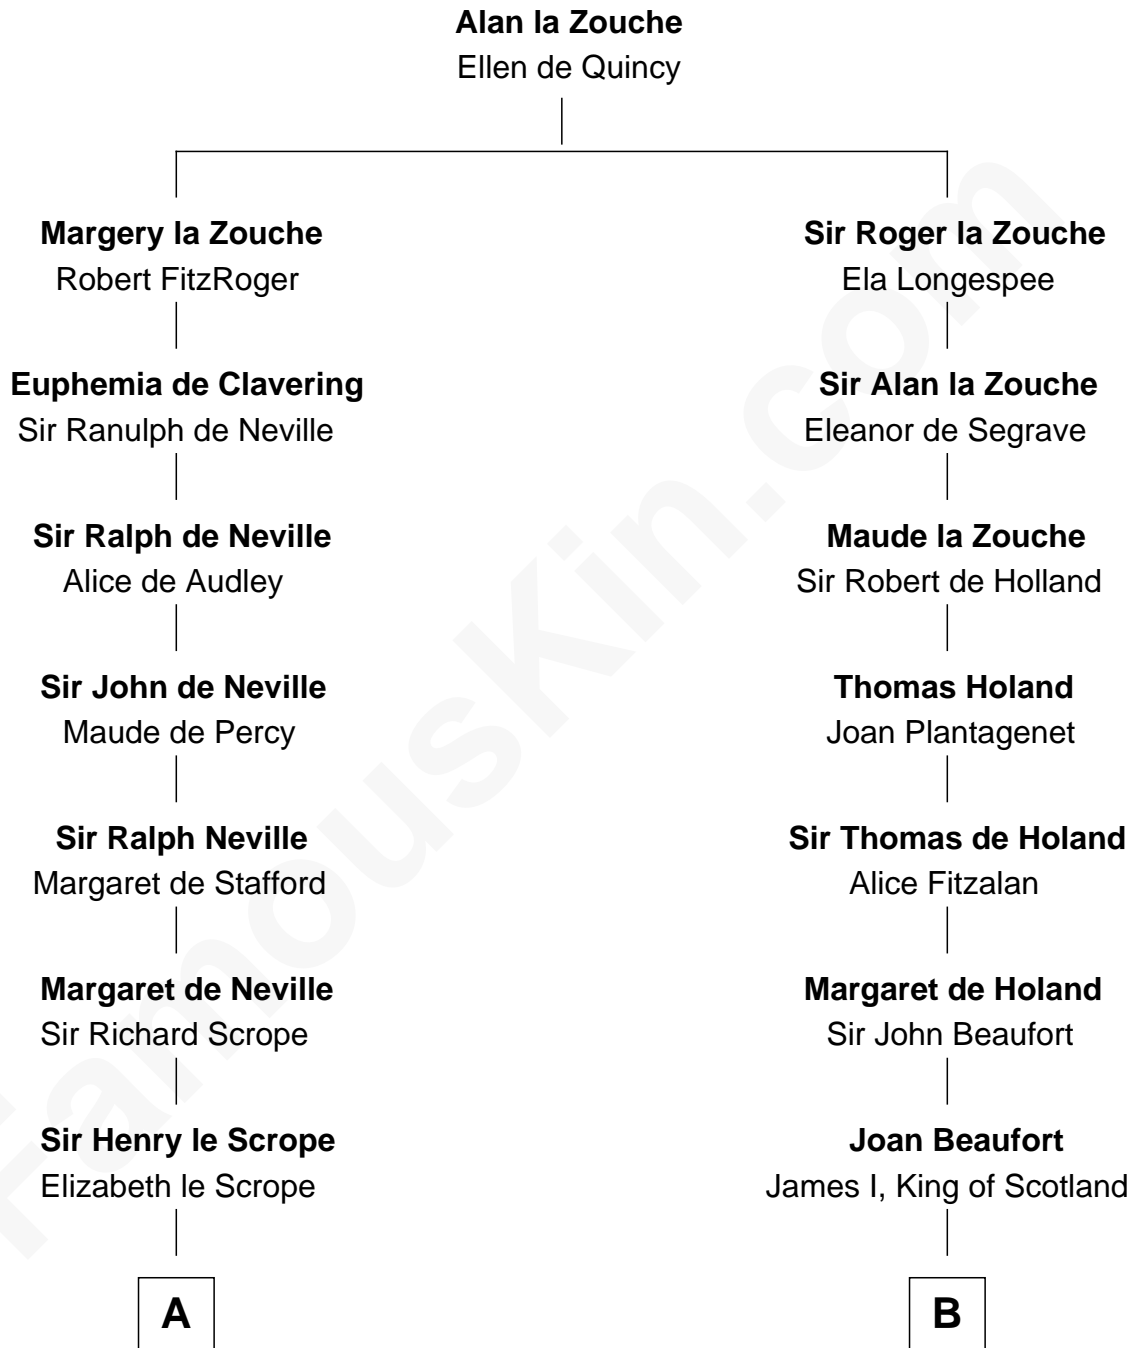 Alan la Zouche
Ellen de Quincy
Margery la Zouche
Robert FitzRoger
Sir Roger la Zouche
Ela Longespee
Euphemia de Clavering
Sir Ranulph de Neville
Sir Alan la Zouche
Eleanor de Segrave
Sir Ralph de Neville
Alice de Audley
Maude la Zouche
Sir Robert de Holland
Sir John de Neville
Maude de Percy
Thomas Holand
Joan Plantagenet
Sir Ralph Neville
Margaret de Stafford
Sir Thomas de Holand
Alice Fitzalan
Margaret de Neville
Sir Richard Scrope
Margaret de Holand
Sir John Beaufort
Sir Henry le Scrope
Elizabeth le Scrope
Joan Beaufort
James I, King of Scotland
A
B
FamousKin.com